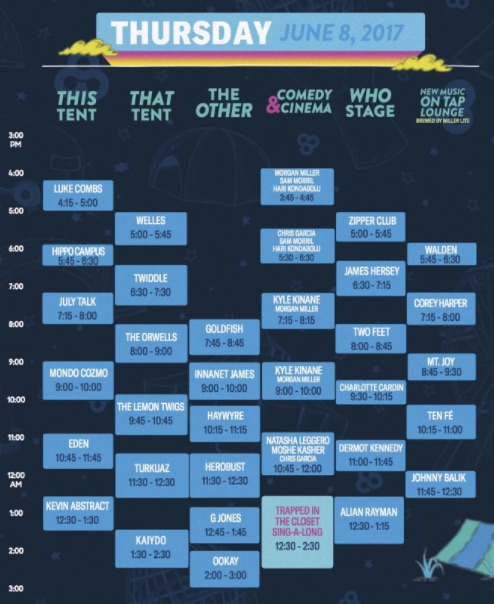 THURSDAY JUNE 8, 2017
THIS
TENT
THAT
TENT
THE
OTHER
COMEDY
& CINEMA
WHO
STAGE
NEW MUSIC
ON TAP
LOUNGE
BREWED BY MILLER LITE
3:00
PM
4:00
5:00
6:00
7:00
8:00
9:00
10:00
11:00
12:00
AM
1:00
2:00
3:00
LUKE COMBS
4:15 - 5:00
HIPPO CAMPUS
5:45 - 6:30
JULY TALK
7:15 - 8:00
MONDO COZMO
9:00 - 10:00
EDEN
10:45 - 11:45
KEVIN ABSTRACT
12:30 - 1:30
WELLES
5:00 - 5:45
TWIDDLE
6:30 - 7:30
THE ORWELLS
8:00 - 9:00
THE LEMON TWIGS
9:45 - 10:45
TURKUAZ
11:30 - 12:30
KAIYDO
1:30 - 2:30
GOLDFISH
7:45 - 8:45
INNANET JAMES
9:00 - 10:00
HAYWYRE
10:15 - 11:15
HEROBUST
11:30 - 12:30
G JONES
12:45 - 1:45
OOKAY
2:00 - 3:00
MORGAN MILLER
SAM MORRIL
HARI KONDABOLU
3:45 - 4:45
CHRIS GARCIA
SAM MORRIL
HARI KONDABOLU
5:30 - 6:30
KYLE KINANE
MORGAN MILLER
7:15 - 8:15
KYLE KINANE
MORGAN MILLER
9:00 - 10:00
NATASHA LEGGERO
MOSHE KASHER
CHRIS GARCIA
10:45 - 12:00
TRAPPED IN
THE CLOSET
SING-A-LONG
12:30 - 2:30
ZIPPER CLUB
5:00 - 5:45
JAMES HERSEY
6:30 - 7:15
TWO FEET
8:00 - 8:45
CHARLOTTE CARDIN
9:30 - 10:15
DERMOT KENNEDY
11:00 - 11:45
ALIAN RAYMAN
12:30 - 1:15
WALDEN
5:45 - 6:30
COREY HARPER
7:15 - 8:00
MT. JOY
8:45 - 9:30
TEN FÉ
10:15 - 11:00
JOHNNY BALIK
11:45 - 12:30